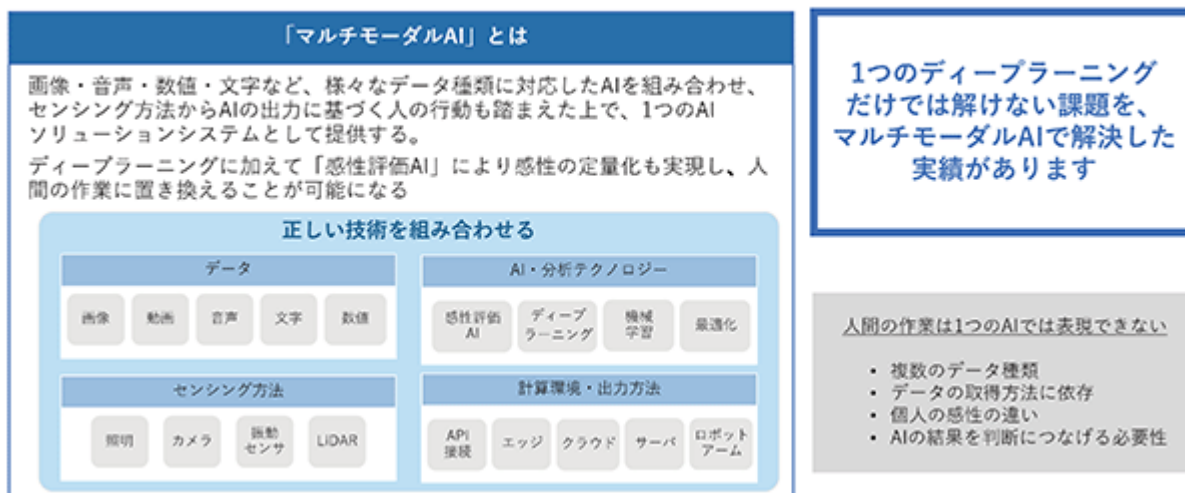 「マルチモーダルAI」とは
画像・音声・数値・文字など、様々なデータ種類に対応したAIを組み合わせ、
センシング方法からAIの出力に基づく人の行動も踏まえた上で、1つのAI
ソリューションシステムとして提供する。
ディープラーニングに加えて「感性評価AI」により感性の定量化も実現し、人
間の作業に置き換えることが可能になる
正しい技術を組み合わせる
データ
画像
動画
音声
文字
数値
AI・分析テクノロジー
感性評価
AI
ディープ
ラーニング
機械
学習
最適化
センシング方法
照明
カメラ
振動
センサ
LiDAR
計算環境・出力方法
API
接続
エッジ
クラウド
サーバ
ロボット
アーム
1つのディープラーニング
だけでは解けない課題を、
マルチモーダルAIで解決した
実績があります
人間の作業は1つのAIでは表現できない
• 複数のデータ種類
• データの取得方法に依存
• 個人の感性の違い
• AIの結果を判断につなげる必要性